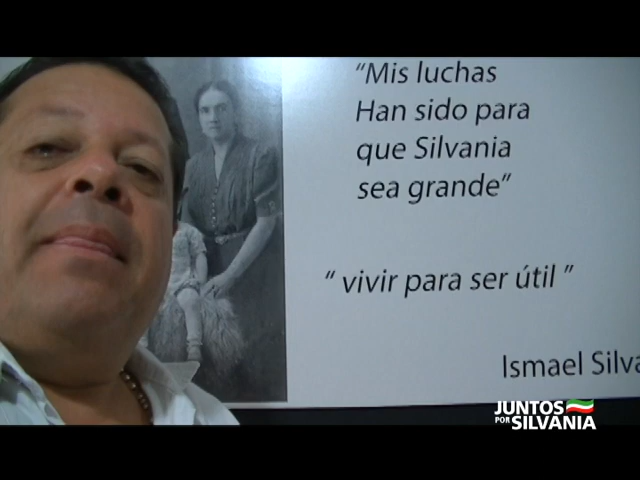 “Mis luchas
Han sido para
que Silvania
sea grande”
“ vivir para ser útil ”
Ismael Silva
JUNTOS
POR SILVANIA